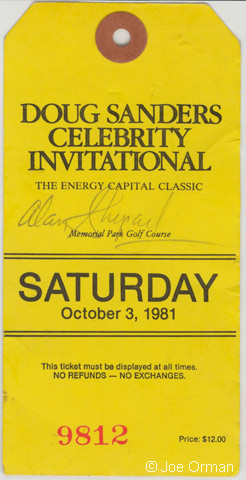 DOUG SANDERS
CELEBRITY
INVITATIONAL
THE ENERGY CAPITAL CLASSIC
Alan Shepard
Memorial Park Golf Course
SATURDAY
October 3, 1981
This ticket must be displayed at all times.
NO REFUNDS — NO EXCHANGES.
9812
Price: $12.00
© Joe Orman